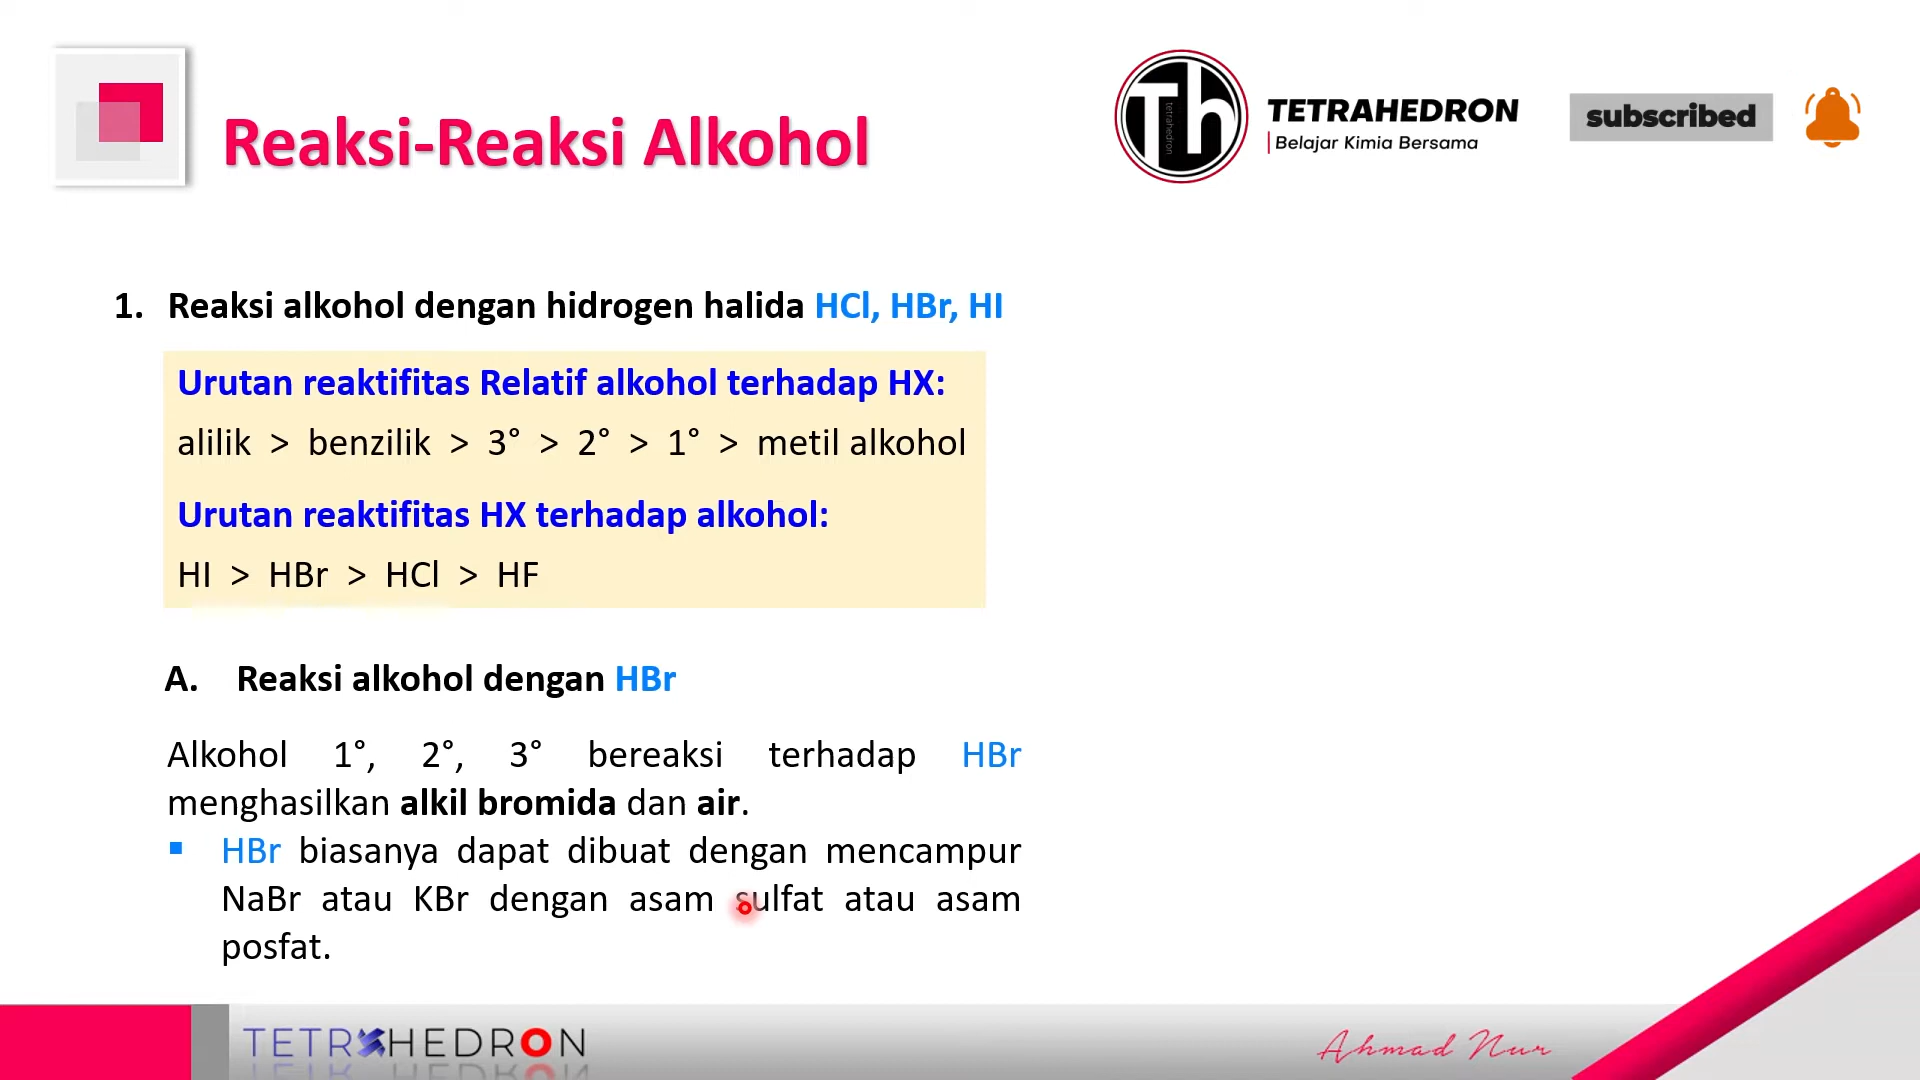 Reaksi-Reaksi Alkohol
Th
tetrahedron
TETRAHEDRON
Belajar Kimia Bersama
subscribed
1. Reaksi alkohol dengan hidrogen halida HCl, HBr, HI
Urutan reaktifitas Relatif alkohol terhadap HX:
alilik > benzilik > 3° > 2° > 1° > metil alkohol
Urutan reaktifitas HX terhadap alkohol:
HI > HBr > HCl > HF
A. Reaksi alkohol dengan HBr
Alkohol 1°, 2°, 3° bereaksi terhadap HBr
menghasilkan alkil bromida dan air.
▪ HBr biasanya dapat dibuat dengan mencampur
NaBr atau KBr dengan asam sulfat atau asam
posfat.
TETRAHEDRON
Ahmad Nur